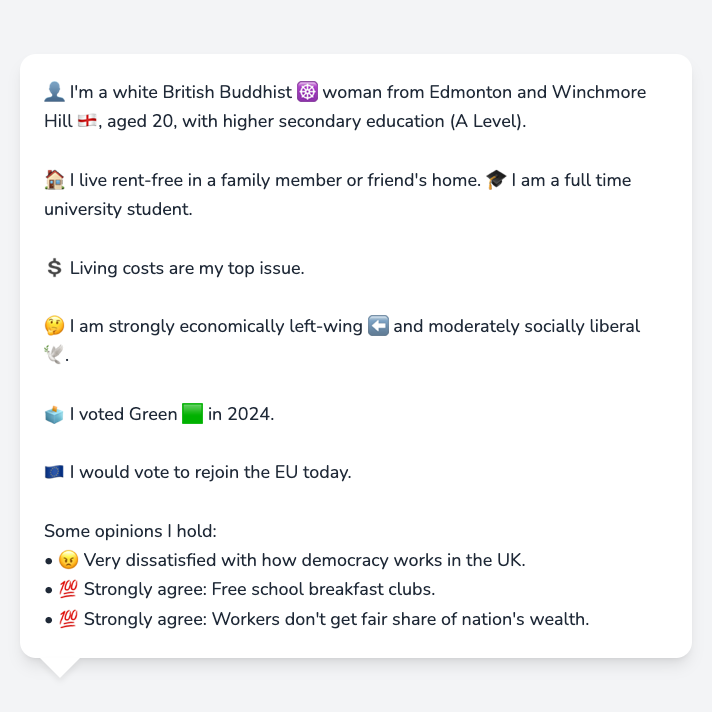 👤 I'm a white British Buddhist ☸️ woman from Edmonton and Winchmore
Hill 🏴󠁧󠁢󠁥󠁮󠁧󠁿, aged 20, with higher secondary education (A Level).
🏠 I live rent-free in a family member or friend's home. 🎓 I am a full time
university student.
💲 Living costs are my top issue.
🤔 I am strongly economically left-wing ⬅️ and moderately socially liberal
🕊️.
🗳️ I voted Green 🟩 in 2024.
🇪🇺 I would vote to rejoin the EU today.
Some opinions I hold:
• 😠 Very dissatisfied with how democracy works in the UK.
• 💯 Strongly agree: Free school breakfast clubs.
• 💯 Strongly agree: Workers don't get fair share of nation's wealth.